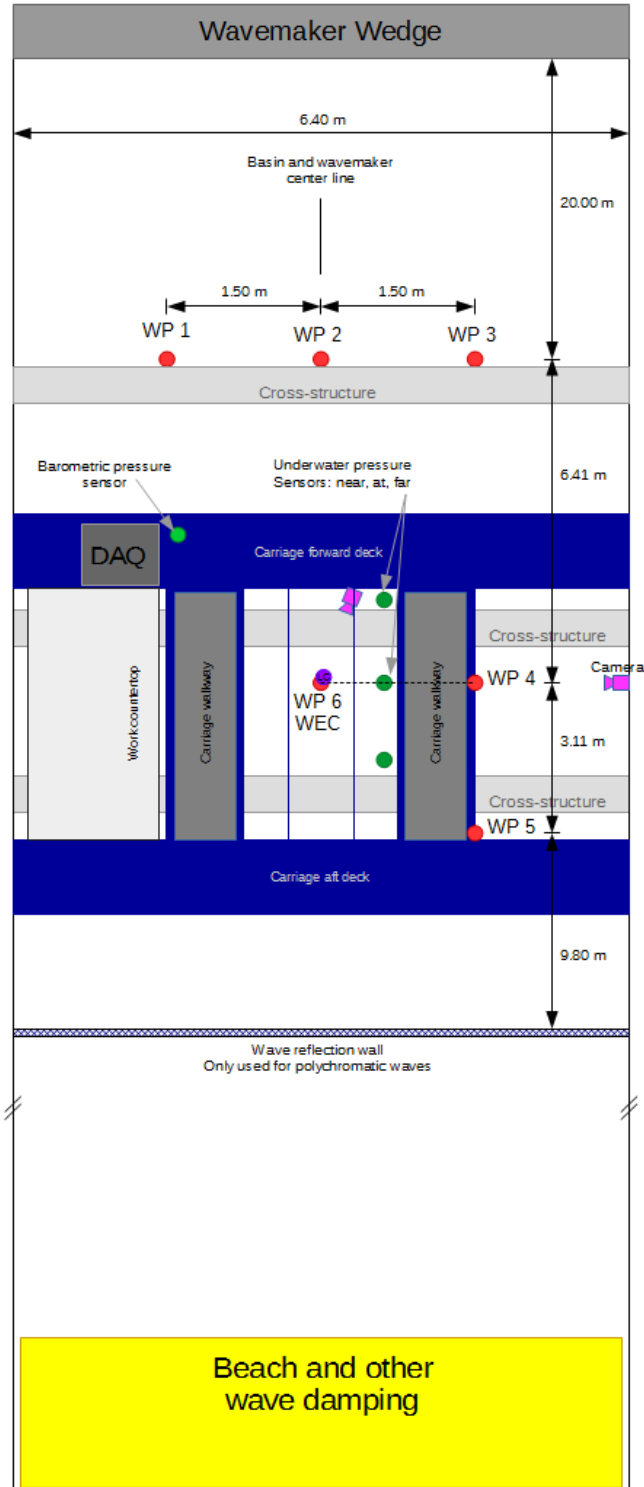 Wavemaker Wedge
6.40 m
Basin and wavemaker
center line
20.00 m
1.50 m
1.50 m
WP 1
WP 2
WP 3
Cross-structure
Barometric pressure
sensor
Underwater pressure
Sensors: near, at, far
6.41 m
DAQ
Carriage forward deck
Cross-structure
Work countertop
Carriage walkway
LC
WP 6
WEC
Carriage walkway
WP 4
Camera
3.11 m
Cross-structure
WP 5
Carriage aft deck
9.80 m
Wave reflection wall
Only used for polychromatic waves
Beach and other
wave damping